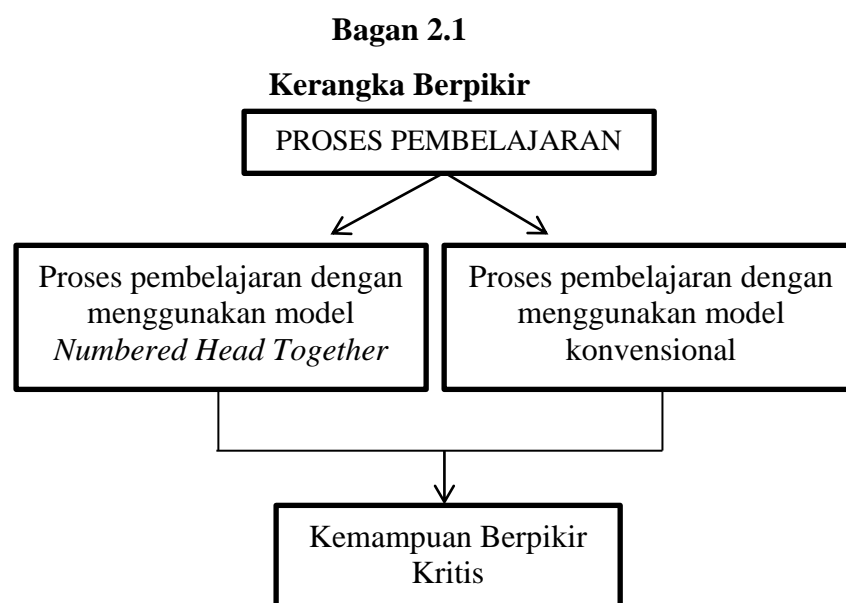 Bagan 2.1
Kerangka Berpikir
PROSES PEMBELAJARAN
Proses pembelajaran dengan
menggunakan model
Numbered Head Together
Proses pembelajaran dengan
menggunakan model
konvensional
Kemampuan Berpikir
Kritis